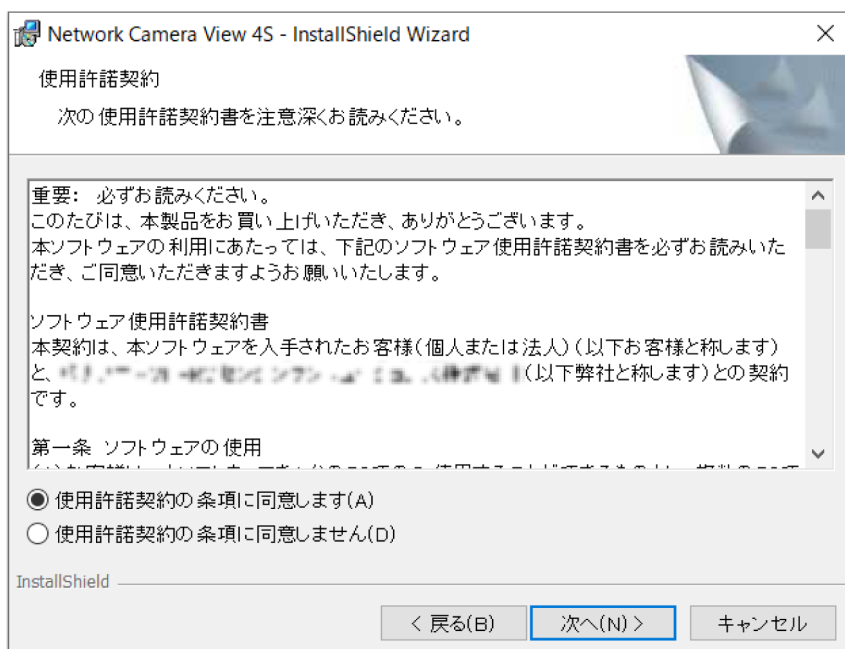 Network Camera View 4S - InstallShield Wizard
使用許諾契約
次の使用許諾契約書を注意深くお読みください。
重要: 必ずお読みください。
このたびは、本製品をお買い上げいただき、ありがとうございます。
本ソフトウェアの利用にあたっては、下記のソフトウェア使用許諾契約書を必ずお読みいた
だき、ご同意いただきますようお願いいたします。
ソフトウェア使用許諾契約書
本契約は、本ソフトウェアを入手されたお客様(個人または法人)(以下お客様と称します)
と、(以下弊社と称します)との契約
です。
第一条 ソフトウェアの使用
使用許諾契約の条項に同意します(A)
使用許諾契約の条項に同意しません(D)
InstallShield
< 戻る(B)
次へ(N) >
キャンセル